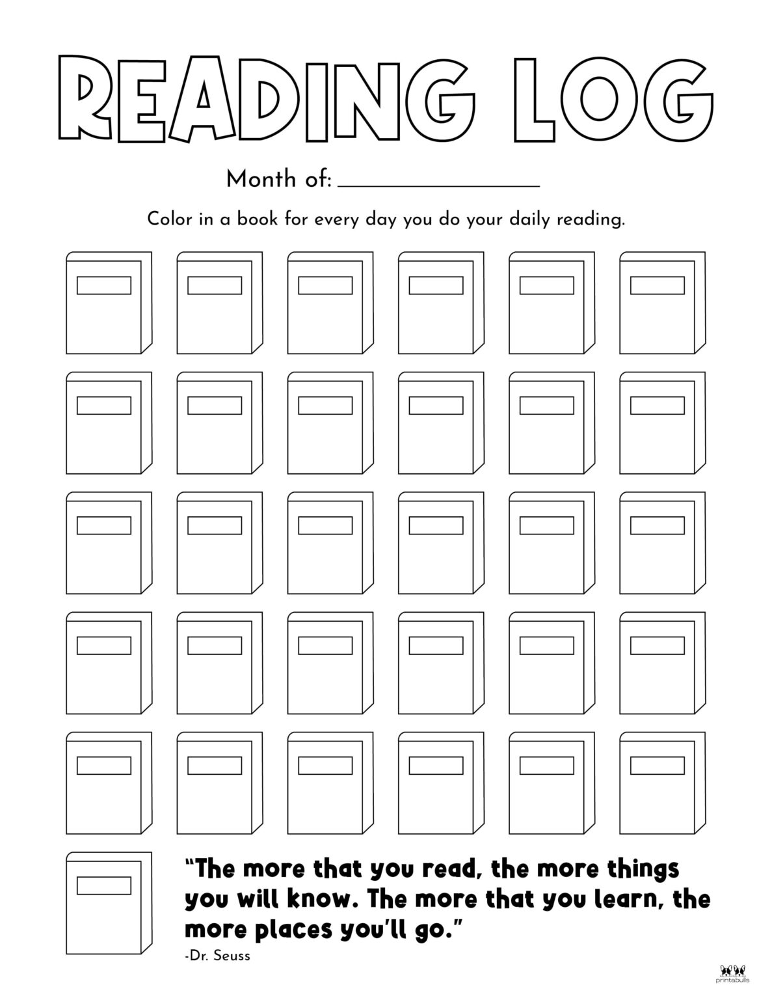 READING LOG
Month of:
Color in a book for every day you do your daily reading.
“The more that you read, the more things
you will know. The more that you learn, the
more places you’ll go.”
-Dr. Seuss
printabulls